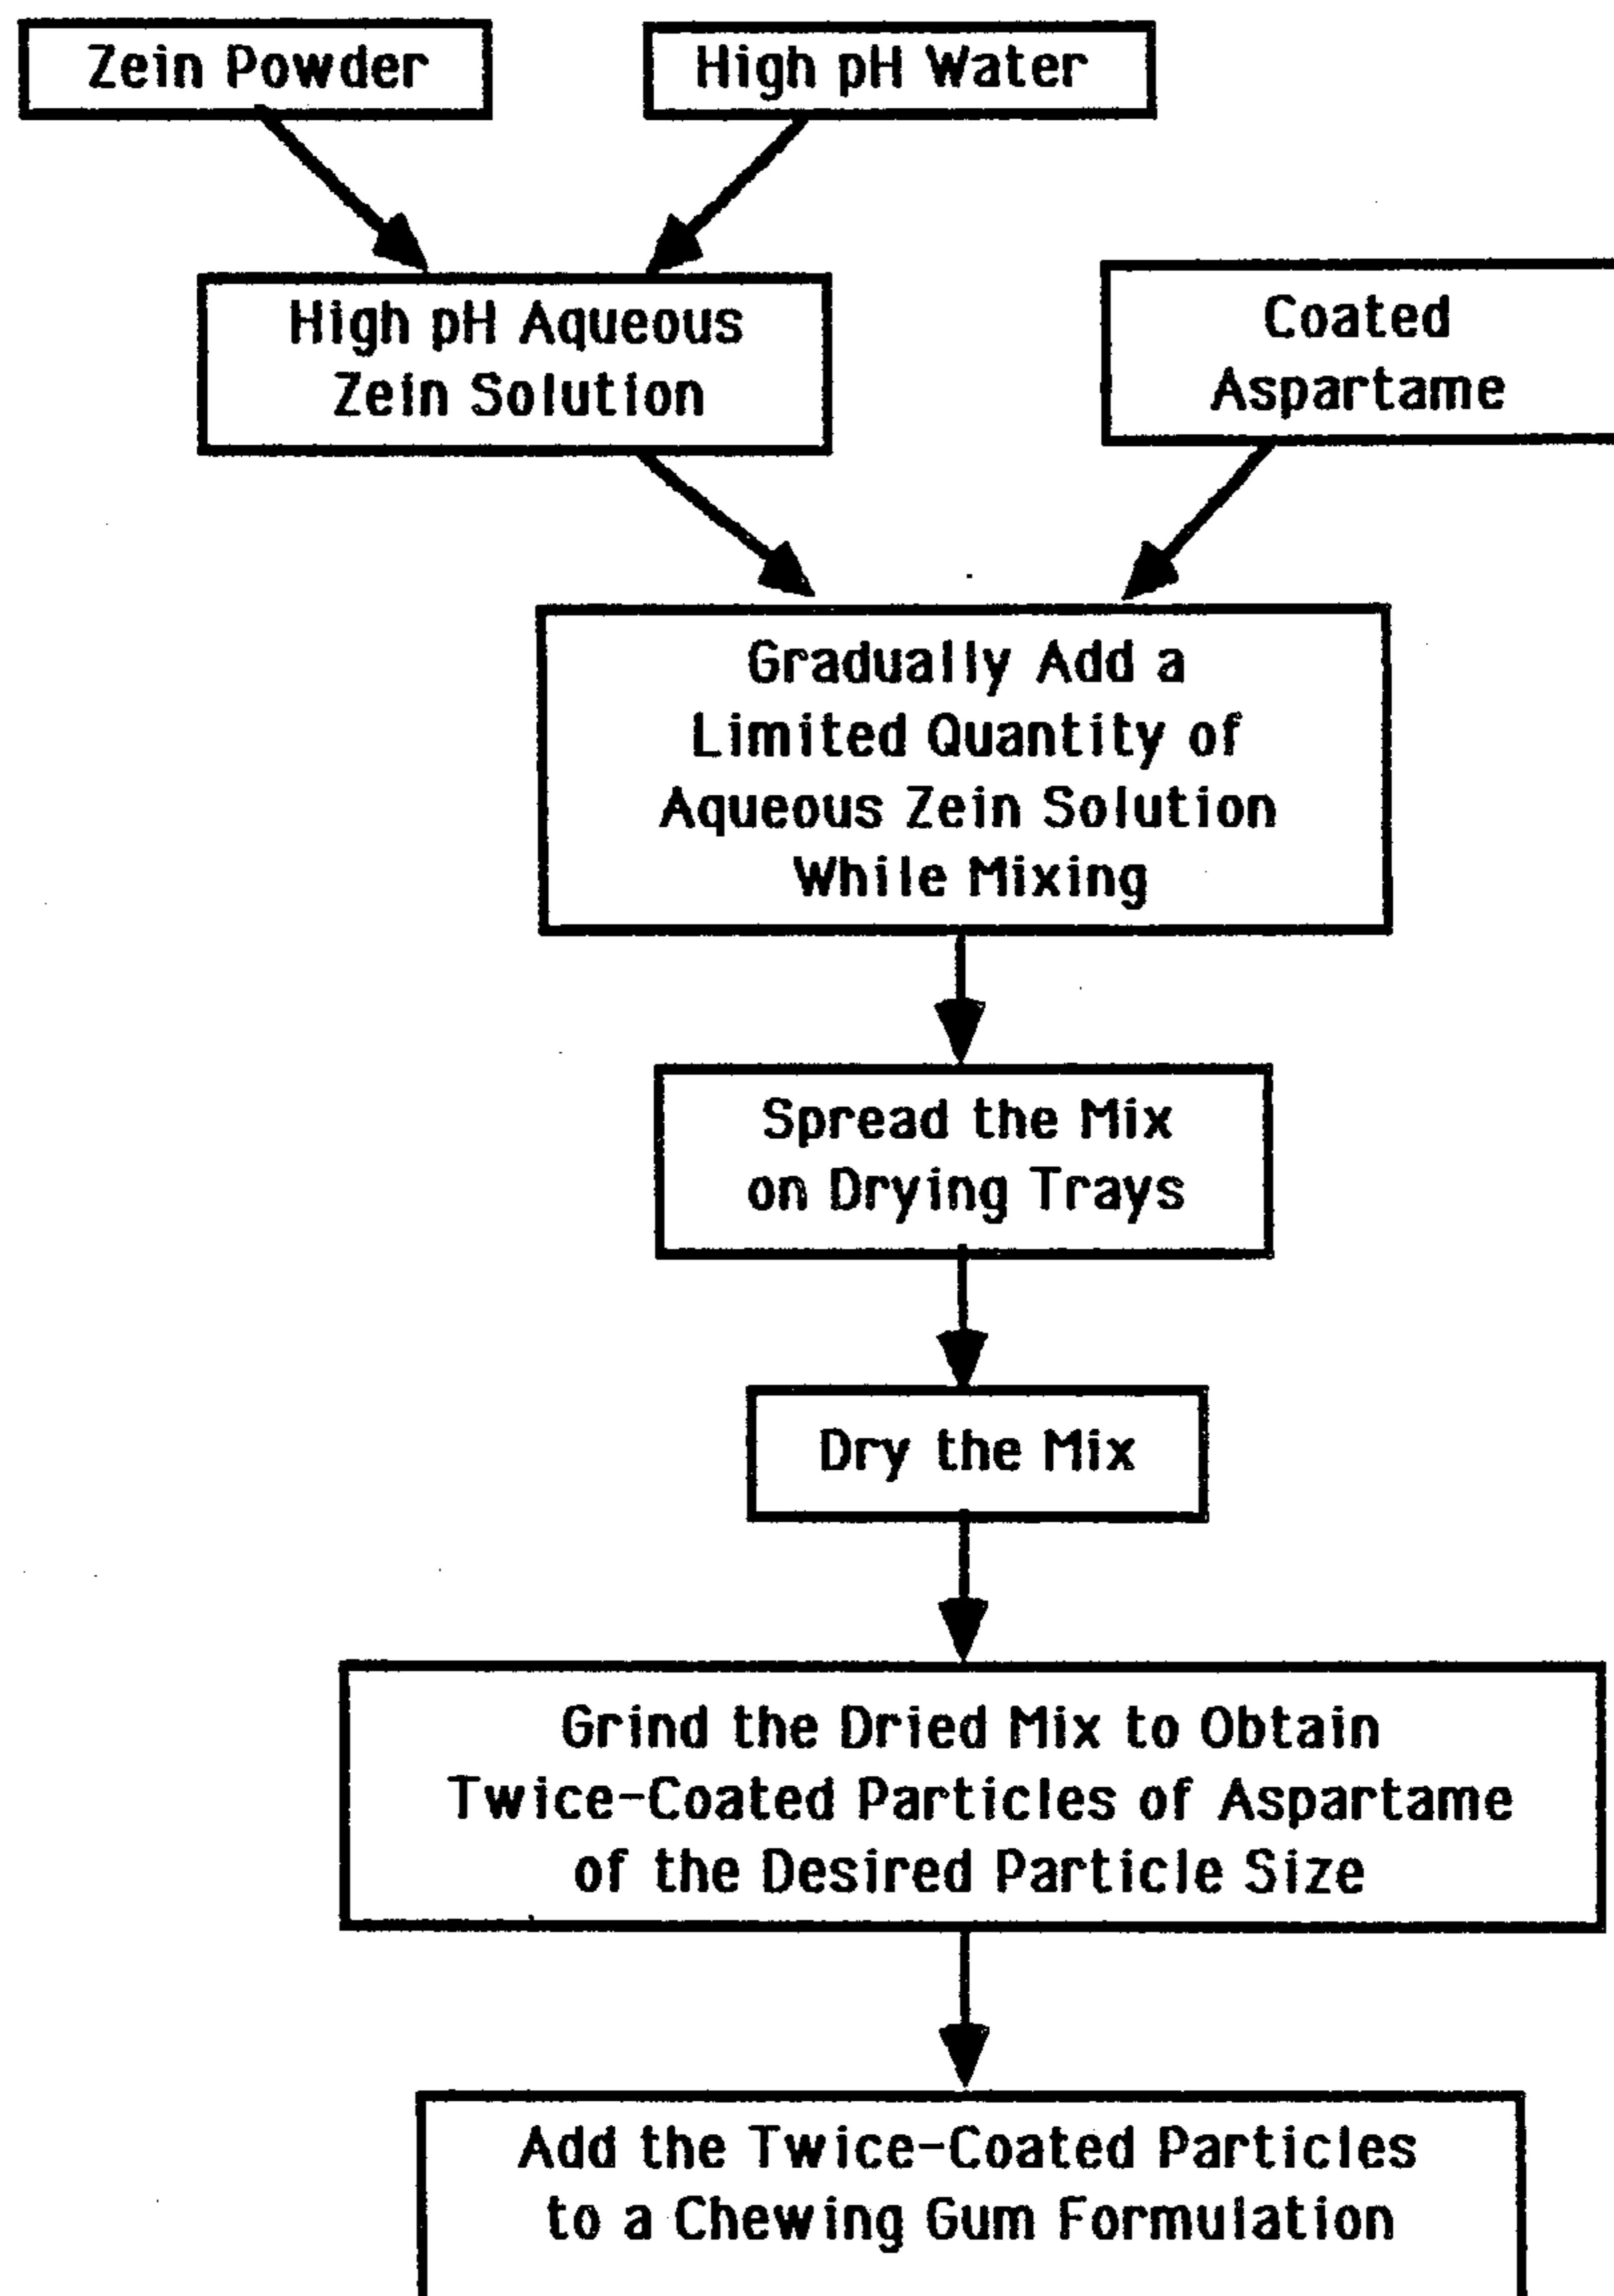 Zein Powder
High pH Water
High pH Aqueous
Zein Solution
Coated
Aspartame
Gradually Add a
Limited Quantity of
Aqueous Zein Solution
While Mixing
Spread the Mix
on Drying Trays
Dry the Mix
Grind the Dried Mix to Obtain
Twice-Coated Particles of Aspartame
of the Desired Particle Size
Add the Twice-Coated Particles
to a Chewing Gum Formulation